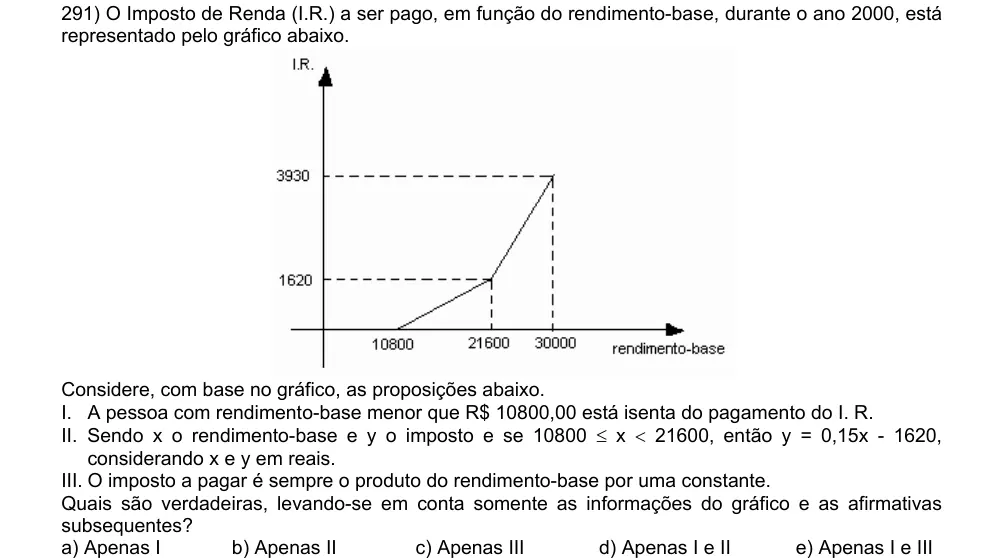 291) O Imposto de Renda (I.R.) a ser pago, em função do rendimento-base, durante o ano 2000, está
representado pelo gráfico abaixo.
I.R.
3930
1620
10800 21600 30000 rendimento-base
Considere, com base no gráfico, as proposições abaixo.
I. A pessoa com rendimento-base menor que R$ 10800,00 está isenta do pagamento do I. R.
II. Sendo x o rendimento-base e y o imposto e se 10800 ≤ x < 21600, então y = 0,15x - 1620,
considerando x e y em reais.
III. O imposto a pagar é sempre o produto do rendimento-base por uma constante.
Quais são verdadeiras, levando-se em conta somente as informações do gráfico e as afirmativas
subsequentes?
a) Apenas I b) Apenas II c) Apenas III d) Apenas I e II e) Apenas I e III